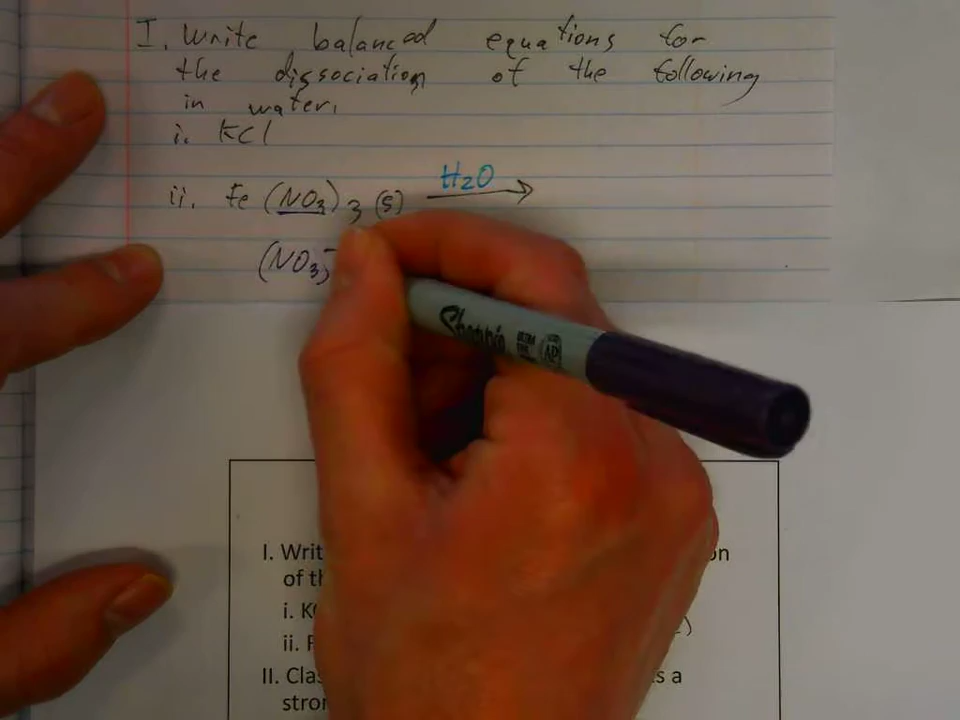 I. Write balanced equations for
the dissociation of the following
in water.
i. KCl
ii. Fe (NO₃)₃ (s) H₂O →
(NO₃⁻
Sharpie
I. Writ on
of th
i. K
ii. F )
II. Clas s a
stron